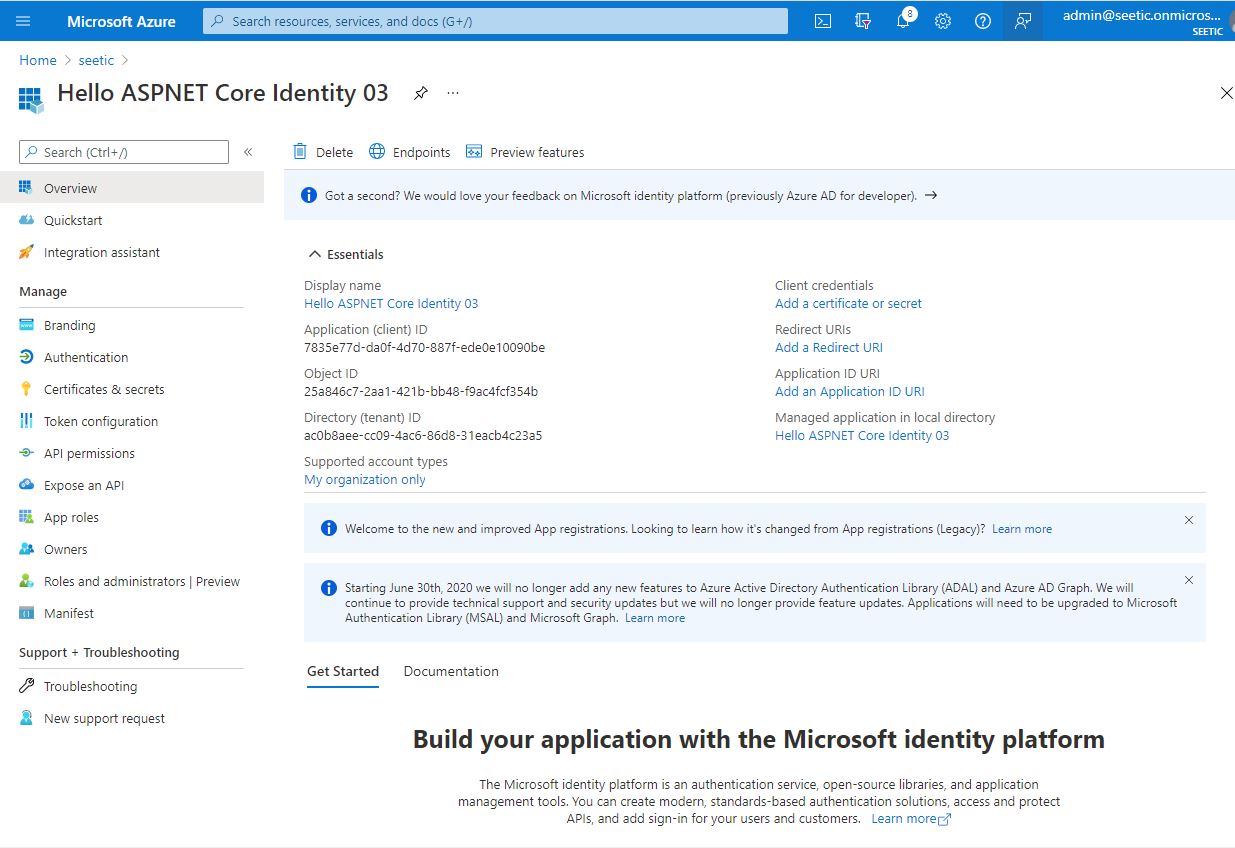 Microsoft Azure
Search resources, services, and docs (G+/)
8
admin@seetic.onmicros...
SEETIC
Home > seetic >
Hello ASPNET Core Identity 03
...
Search (Ctrl+/)
«
Overview
Quickstart
Integration assistant
Manage
Branding
Authentication
Certificates & secrets
Token configuration
API permissions
Expose an API
App roles
Owners
Roles and administrators | Preview
Manifest
Support + Troubleshooting
Troubleshooting
New support request
Delete Endpoints Preview features
Got a second? We would love your feedback on Microsoft identity platform (previously Azure AD for developer). →
Essentials
Display name
Hello ASPNET Core Identity 03
Application (client) ID
7835e77d-da0f-4d70-887f-ede0e10090be
Object ID
25a846c7-2aa1-421b-bb48-f9ac4fcf354b
Directory (tenant) ID
ac0b8aee-cc09-4ac6-86d8-31eacb4c23a5
Supported account types
My organization only
Client credentials
Add a certificate or secret
Redirect URIs
Add a Redirect URI
Application ID URI
Add an Application ID URI
Managed application in local directory
Hello ASPNET Core Identity 03
Welcome to the new and improved App registrations. Looking to learn how it's changed from App registrations (Legacy)? Learn more
Starting June 30th, 2020 we will no longer add any new features to Azure Active Directory Authentication Library (ADAL) and Azure AD Graph. We will
continue to provide technical support and security updates but we will no longer provide feature updates. Applications will need to be upgraded to Microsoft
Authentication Library (MSAL) and Microsoft Graph. Learn more
Get Started Documentation
Build your application with the Microsoft identity platform
The Microsoft identity platform is an authentication service, open-source libraries, and application
management tools. You can create modern, standards-based authentication solutions, access and protect
APIs, and add sign-in for your users and customers. Learn more